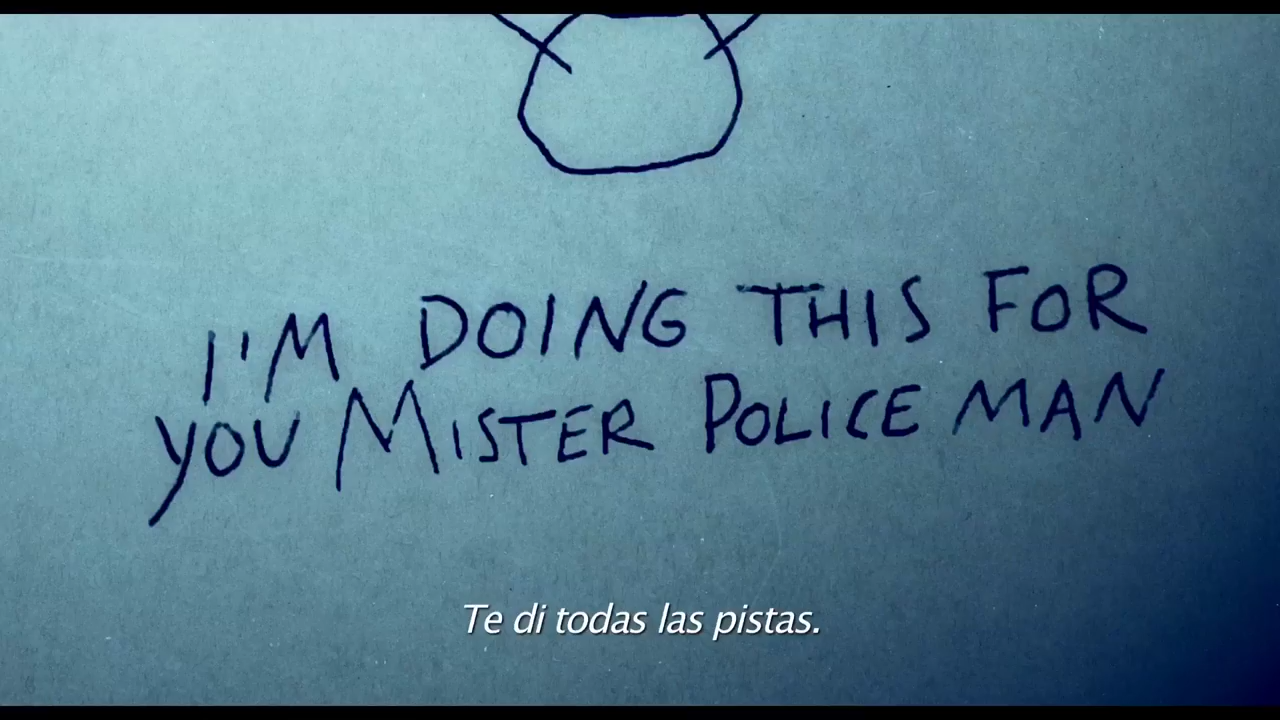 I'M DOING THIS FOR
YOU MISTER POLICE MAN
Te di todas las pistas.